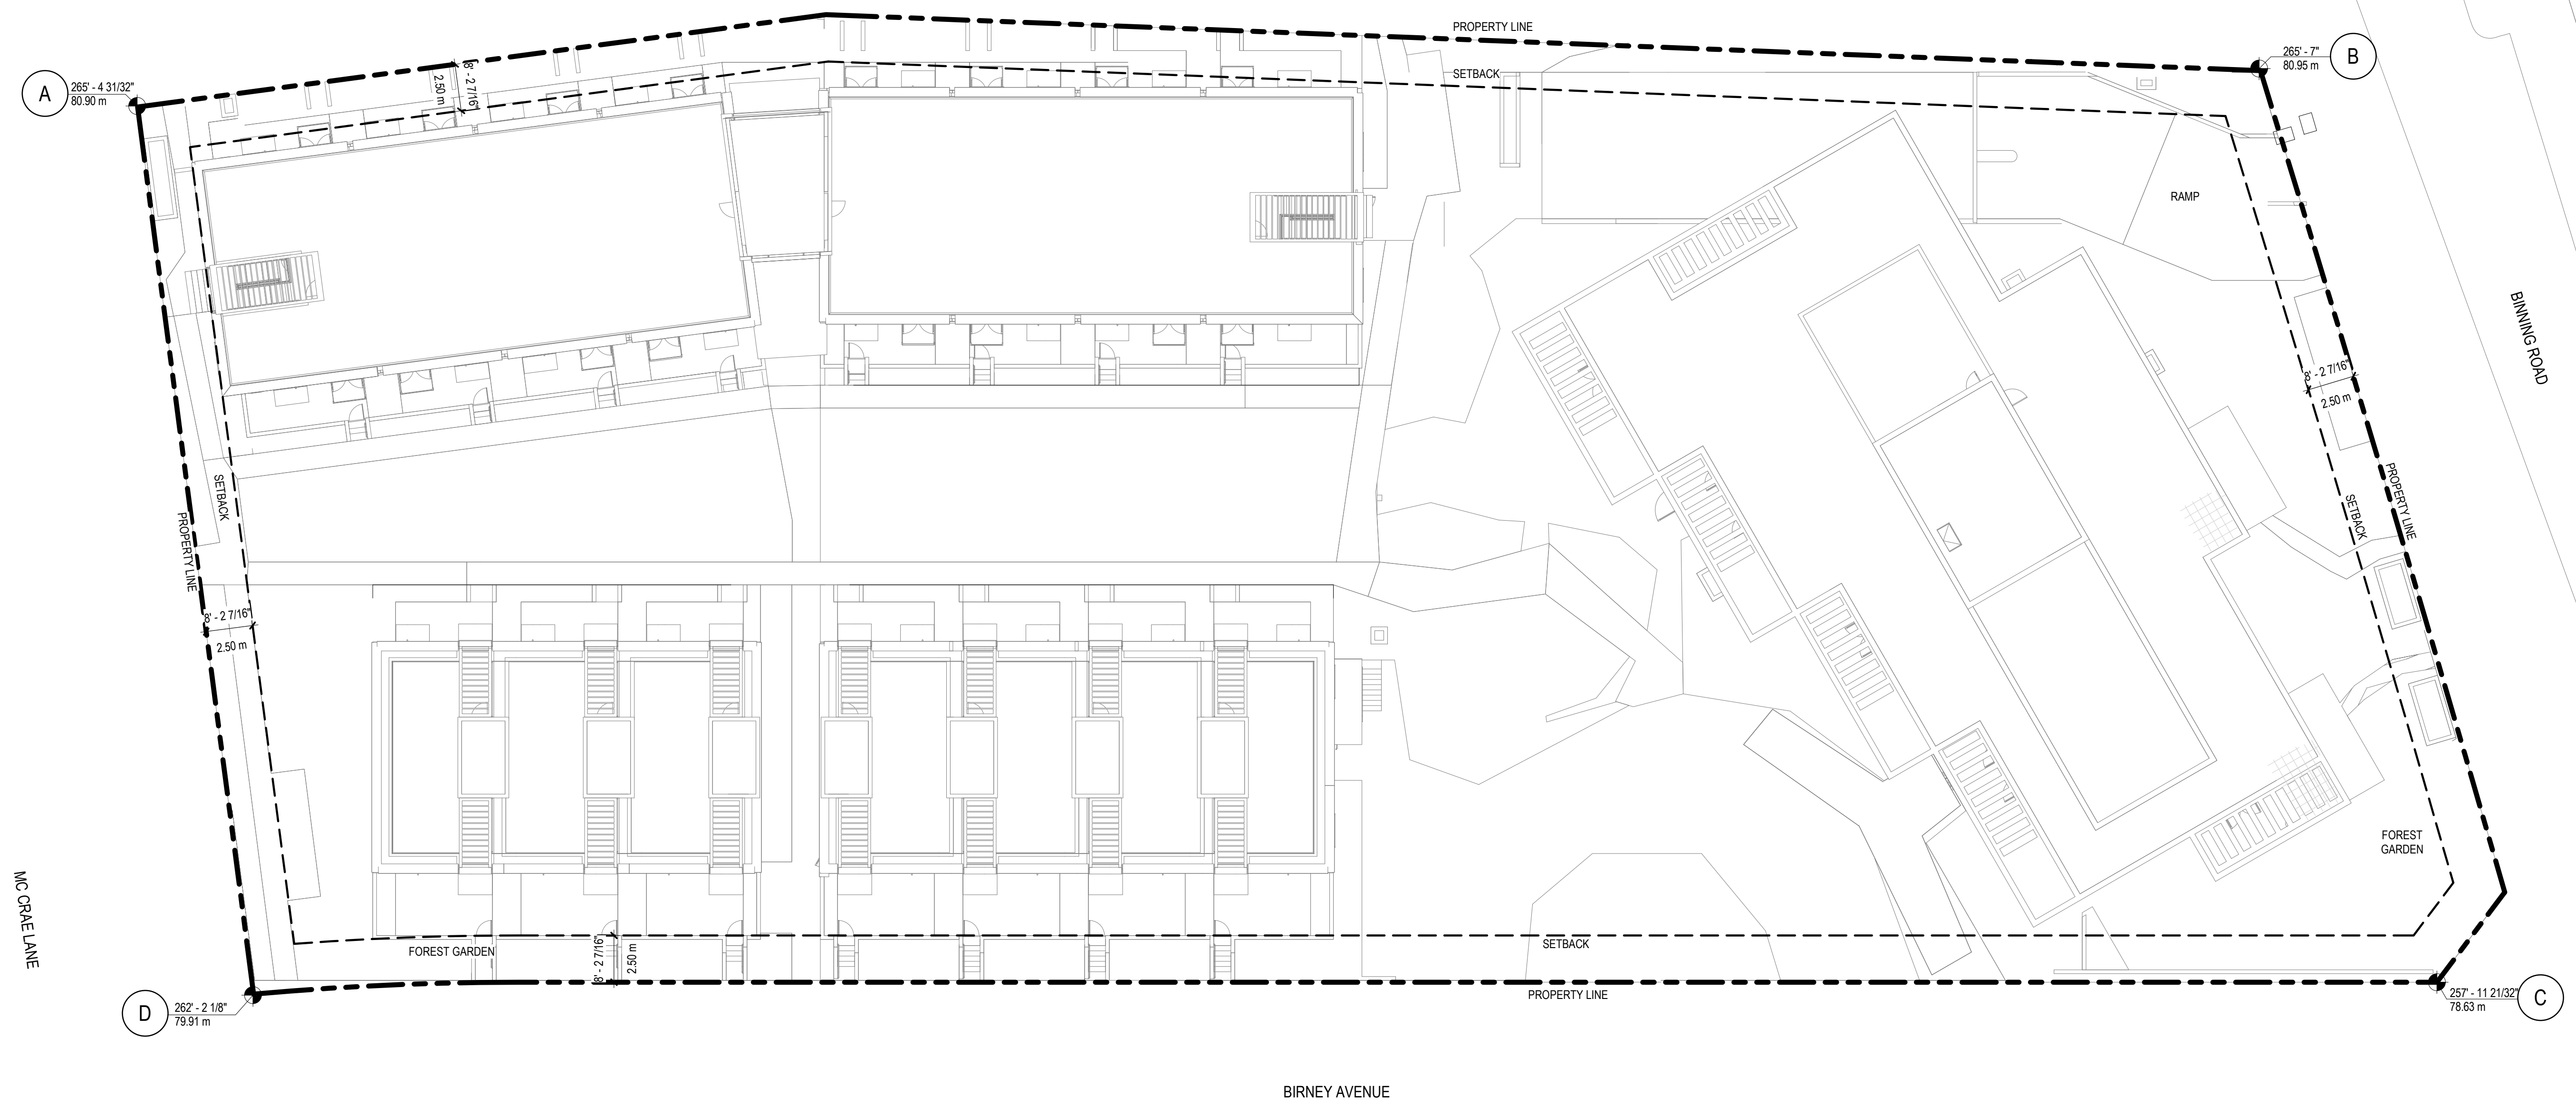 PROPERTY LINE
SETBACK
A
265' - 4 31/32"
80.90 m
8' - 2 7/16"
2.50 m
265' - 7"
80.95 m
B
RAMP
BINNING ROAD
8' - 2 7/16"
2.50 m
SETBACK
PROPERTY LINE
SETBACK
PROPERTY LINE
8' - 2 7/16"
2.50 m
FOREST
GARDEN
MC CRAE LANE
FOREST GARDEN
8' - 2 7/16"
2.50 m
SETBACK
PROPERTY LINE
D
262' - 2 1/8"
79.91 m
257' - 11 21/32"
78.63 m
C
BIRNEY AVENUE